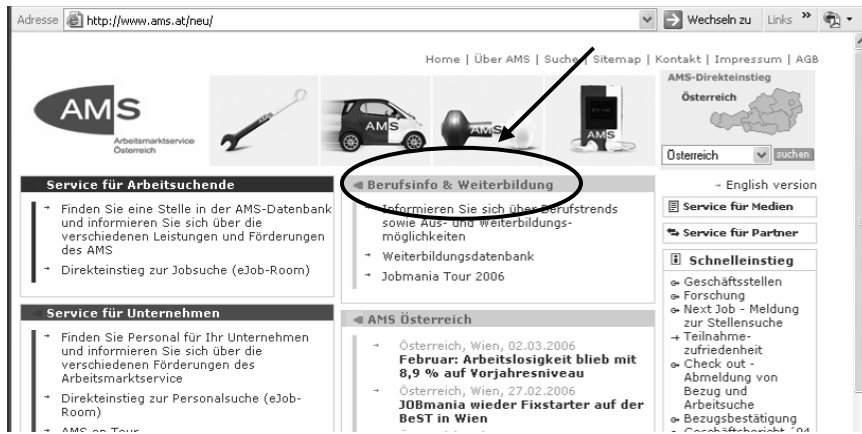 Adresse http://www.ams.at/neu/ Wechseln zu Links »
Home | Über AMS | Suche | Sitemap | Kontakt | Impressum | AGB
AMS
Arbeitsmarktservice
Österreich
AMS
AMS
AMS
AMS
AMS-Direkteinstieg
Österreich
Österreich suchen
Service für Arbeitsuchende
Finden Sie eine Stelle in der AMS-Datenbank
und informieren Sie sich über die
verschiedenen Leistungen und Förderungen
des AMS
Direkteinstieg zur Jobsuche (eJob-Room)
Service für Unternehmen
Finden Sie Personal für Ihr Unternehmen
und informieren Sie sich über die
verschiedenen Förderungen des
Arbeitsmarktservice
Direkteinstieg zur Personalsuche (eJob-
Room)
AMS on Tour
Berufsinfo & Weiterbildung
Informieren Sie sich über Berufstrends
sowie Aus- und Weiterbildungs-
möglichkeiten
Weiterbildungsdatenbank
Jobmania Tour 2006
AMS Österreich
Österreich, Wien, 02.03.2006
Februar: Arbeitslosigkeit blieb mit
8,9 % auf Vorjahresniveau
Österreich, Wien, 27.02.2006
JOBmania wieder Fixstarter auf der
BeST in Wien
English version
Service für Medien
Service für Partner
Schnelleinstieg
Geschäftsstellen
Forschung
Next Job - Meldung
zur Stellensuche
Teilnahme-
zufriedenheit
Check out -
Abmeldung von
Bezug und
Arbeitsuche
Bezugsbestätigung
Geschäftsbericht ´04